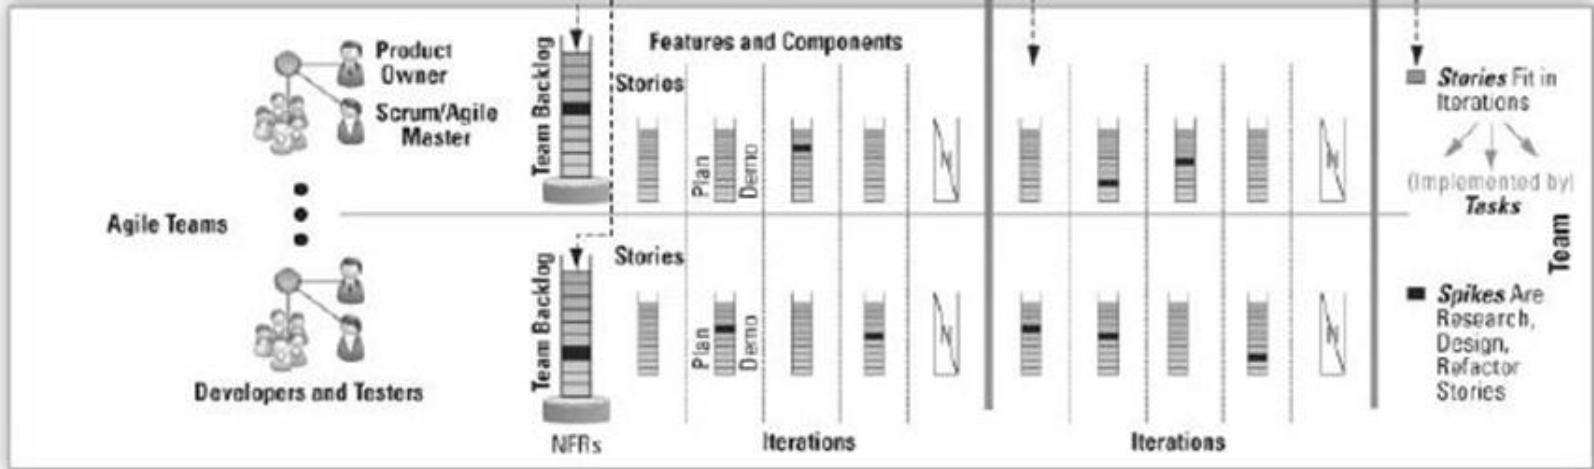 Product
Owner
Scrum/Agile
Master
Agile Teams
Developers and Testers
Team Backlog
Team Backlog
NFRs
Features and Components
Stories
Plan
Demo
Stories
Plan
Demo
Iterations
Iterations
Stories Fit in
Iterations
(Implemented by)
Tasks
Team
Spikes Are
Research,
Design,
Refactor
Stories